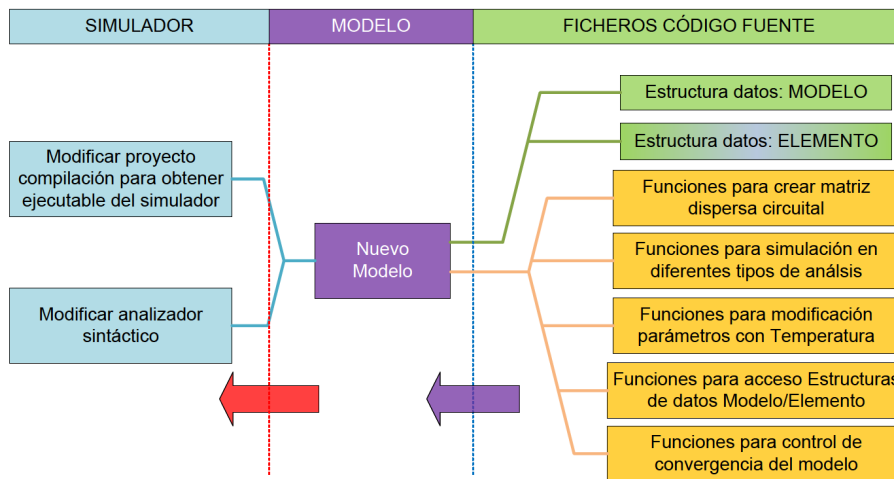 SIMULADOR
MODELO
FICHEROS CÓDIGO FUENTE
Modificar proyecto
compilación para obtener
ejecutable del simulador
Modificar analizador
sintáctico
Nuevo
Modelo
Estructura datos: MODELO
Estructura datos: ELEMENTO
Funciones para crear matriz
dispersa circuital
Funciones para simulación en
diferentes tipos de análsis
Funciones para modificación
parámetros con Temperatura
Funciones para acceso Estructuras
de datos Modelo/Elemento
Funciones para control de
convergencia del modelo